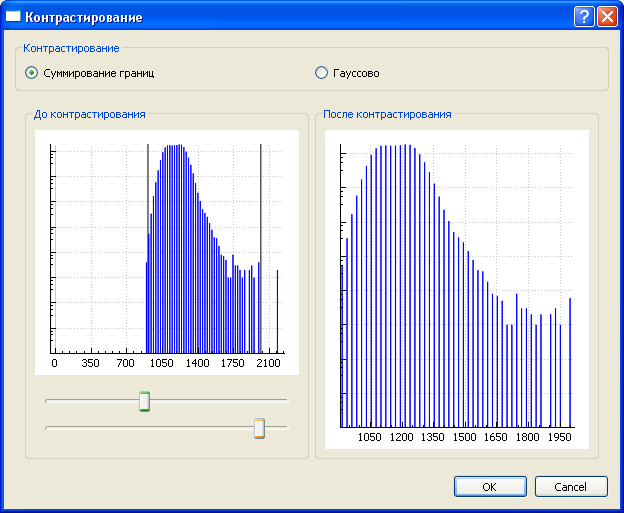 Контрастирование
Контрастирование
Суммирование границ
Гауссово
До контрастирования
После контрастирования
0 350 700 1050 1400 1750 2100
1050 1200 1350 1500 1650 1800 1950
OK
Cancel